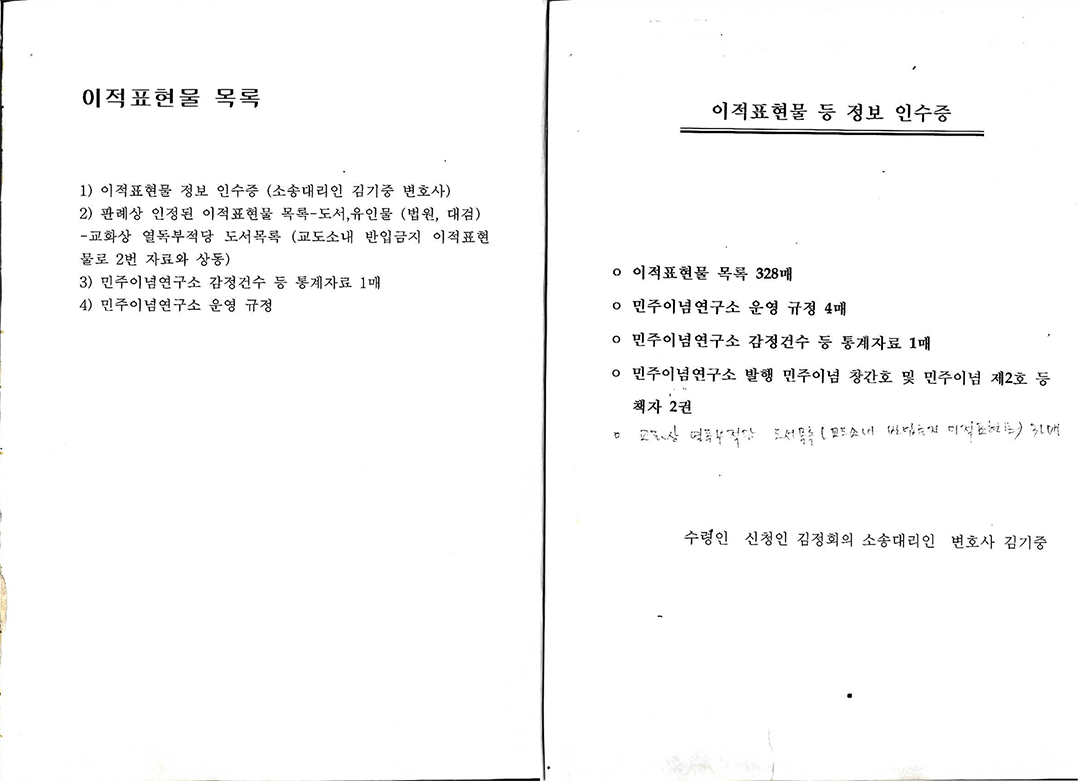 이적표현물 목록
1) 이적표현물 정보 인수증 (소송대리인 김기중 변호사)
2) 판례상 인정된 이적표현물 목록-도서,유인물 (법원, 대검)
-교화상 열독부적당 도서목록 (교도소내 반입금지 이적표현
물로 2번 자료와 상동)
3) 민주이념연구소 감정건수 등 통계자료 1매
4) 민주이념연구소 운영 규정
이적표현물 등 정보 인수증
o 이적표현물 목록 328매
o 민주이념연구소 운영 규정 4매
o 민주이념연구소 감정건수 등 통계자료 1매
o 민주이념연구소 발행 민주이념 창간호 및 민주이념 제2호 등
책자 2권
o 교화상 열독부적당 도서목록 (교도소내 반입금지 이적표현물)
수령인 신청인 김정회의 소송대리인 변호사 김기중